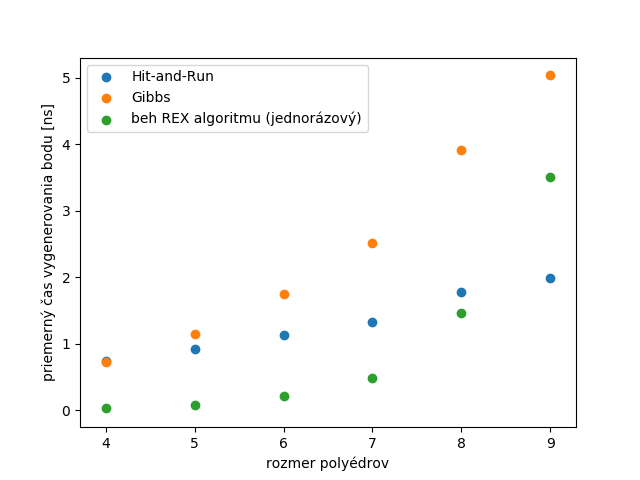 Hit-and-Run
Gibbs
beh REX algoritmu (jednorázový)
priemerný čas vygenerovania bodu [ns]
5
4
3
2
1
0
4 5 6 7 8 9
rozmer polyédrov